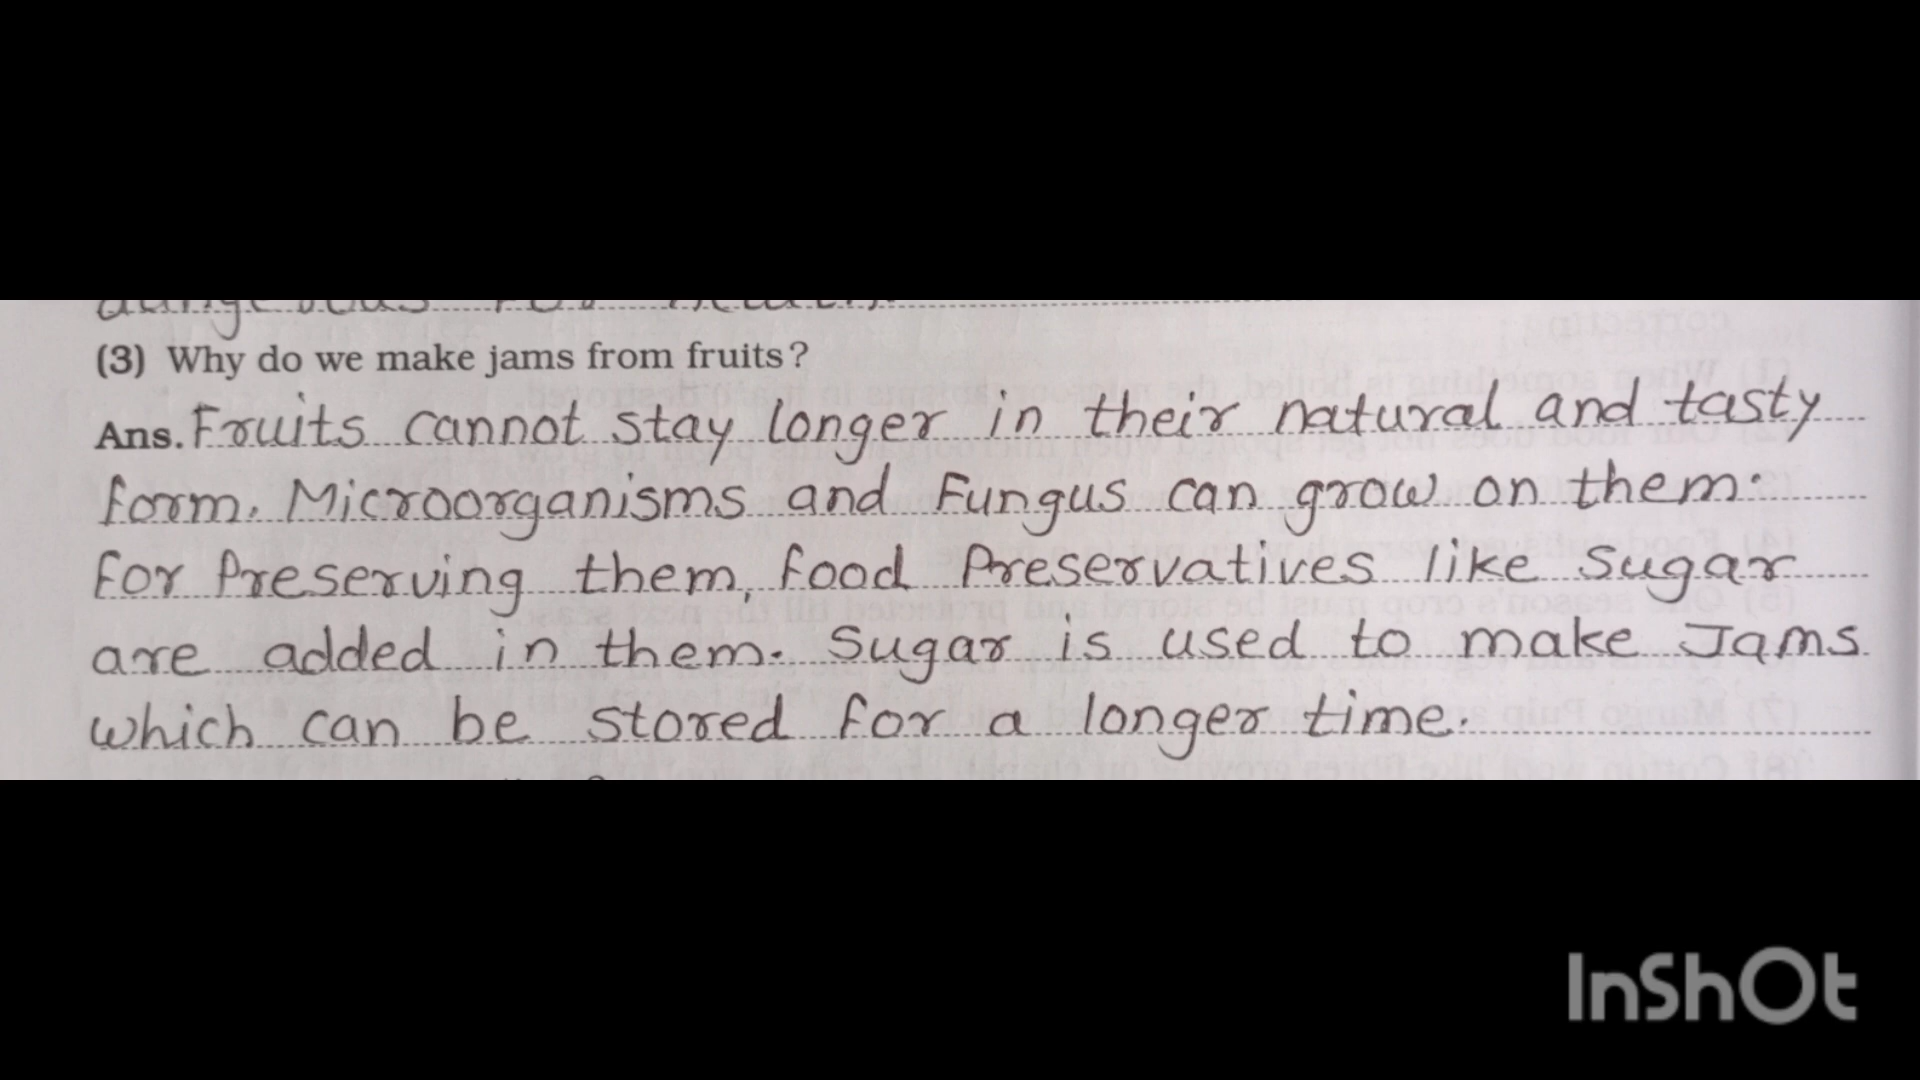 (3) Why do we make jams from fruits?
Ans. Fruits cannot stay longer in their natural and tasty
form. Microorganisms and Fungus can grow on them.
For Preserving them, food Preservatives like Sugar
are added in them. Sugar is used to make Jams
which can be stored for a longer time.
InShOt